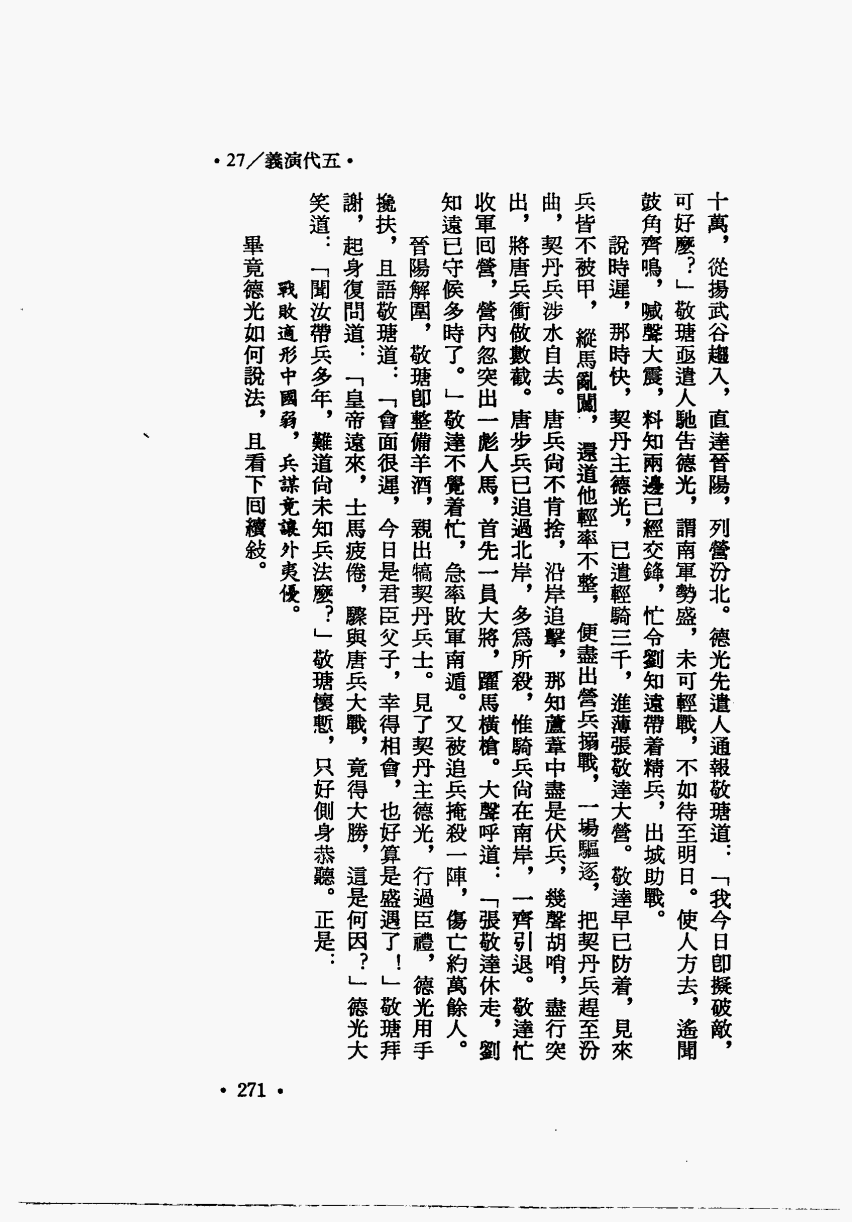 •27／義演代五•
十萬，從揚武谷趨入，直達晉陽，列營汾北。德光先遣人通報敬瑭道：「我今日卽擬破敵，
可好麼？」敬瑭亟遣人馳告德光，謂南軍勢盛，未可輕戰，不如待至明日。使人方去，遙聞
鼓角齊鳴，喊聲大震，料知兩邊已經交鋒，忙令劉知遠帶着精兵，出城助戰。
說時遲，那時快，契丹主德光，已遣輕騎三千，進薄張敬達大營。敬達早已防着，見來
兵皆不被甲，縱馬亂闖，還道他輕率不整，便盡出營兵搦戰，一場驅逐，把契丹兵趕至汾
曲，契丹兵涉水自去。唐兵尙不肯捨，沿岸追擊，那知蘆葦中盡是伏兵，幾聲胡哨，盡行突
出，將唐兵衝做數截。唐步兵已追過北岸，多爲所殺，惟騎兵尙在南岸，一齊引退。敬達忙
收軍回營，營內忽突出一彪人馬，首先一員大將，躍馬橫槍。大聲呼道：「張敬達休走，劉
知遠已守候多時了。」敬達不覺着忙，急率敗軍南遁。又被追兵掩殺一陣，傷亡約萬餘人。
晉陽解圍，敬瑭卽整備羊酒，親出犒契丹兵士。見了契丹主德光，行過臣禮，德光用手
攙扶，且語敬瑭道：「會面很遲，今日是君臣父子，幸得相會，也好算是盛遇了！」敬瑭拜
謝，起身復問道：「皇帝遠來，士馬疲倦，驟與唐兵大戰，竟得大勝，這是何因？」德光大
笑道：「聞汝帶兵多年，難道尙未知兵法麼？」敬瑭懷慙，只好側身恭聽。正是：
戰敗適形中國弱，兵謀竟讓外夷優。
畢竟德光如何說法，且看下回續敍。
•271•